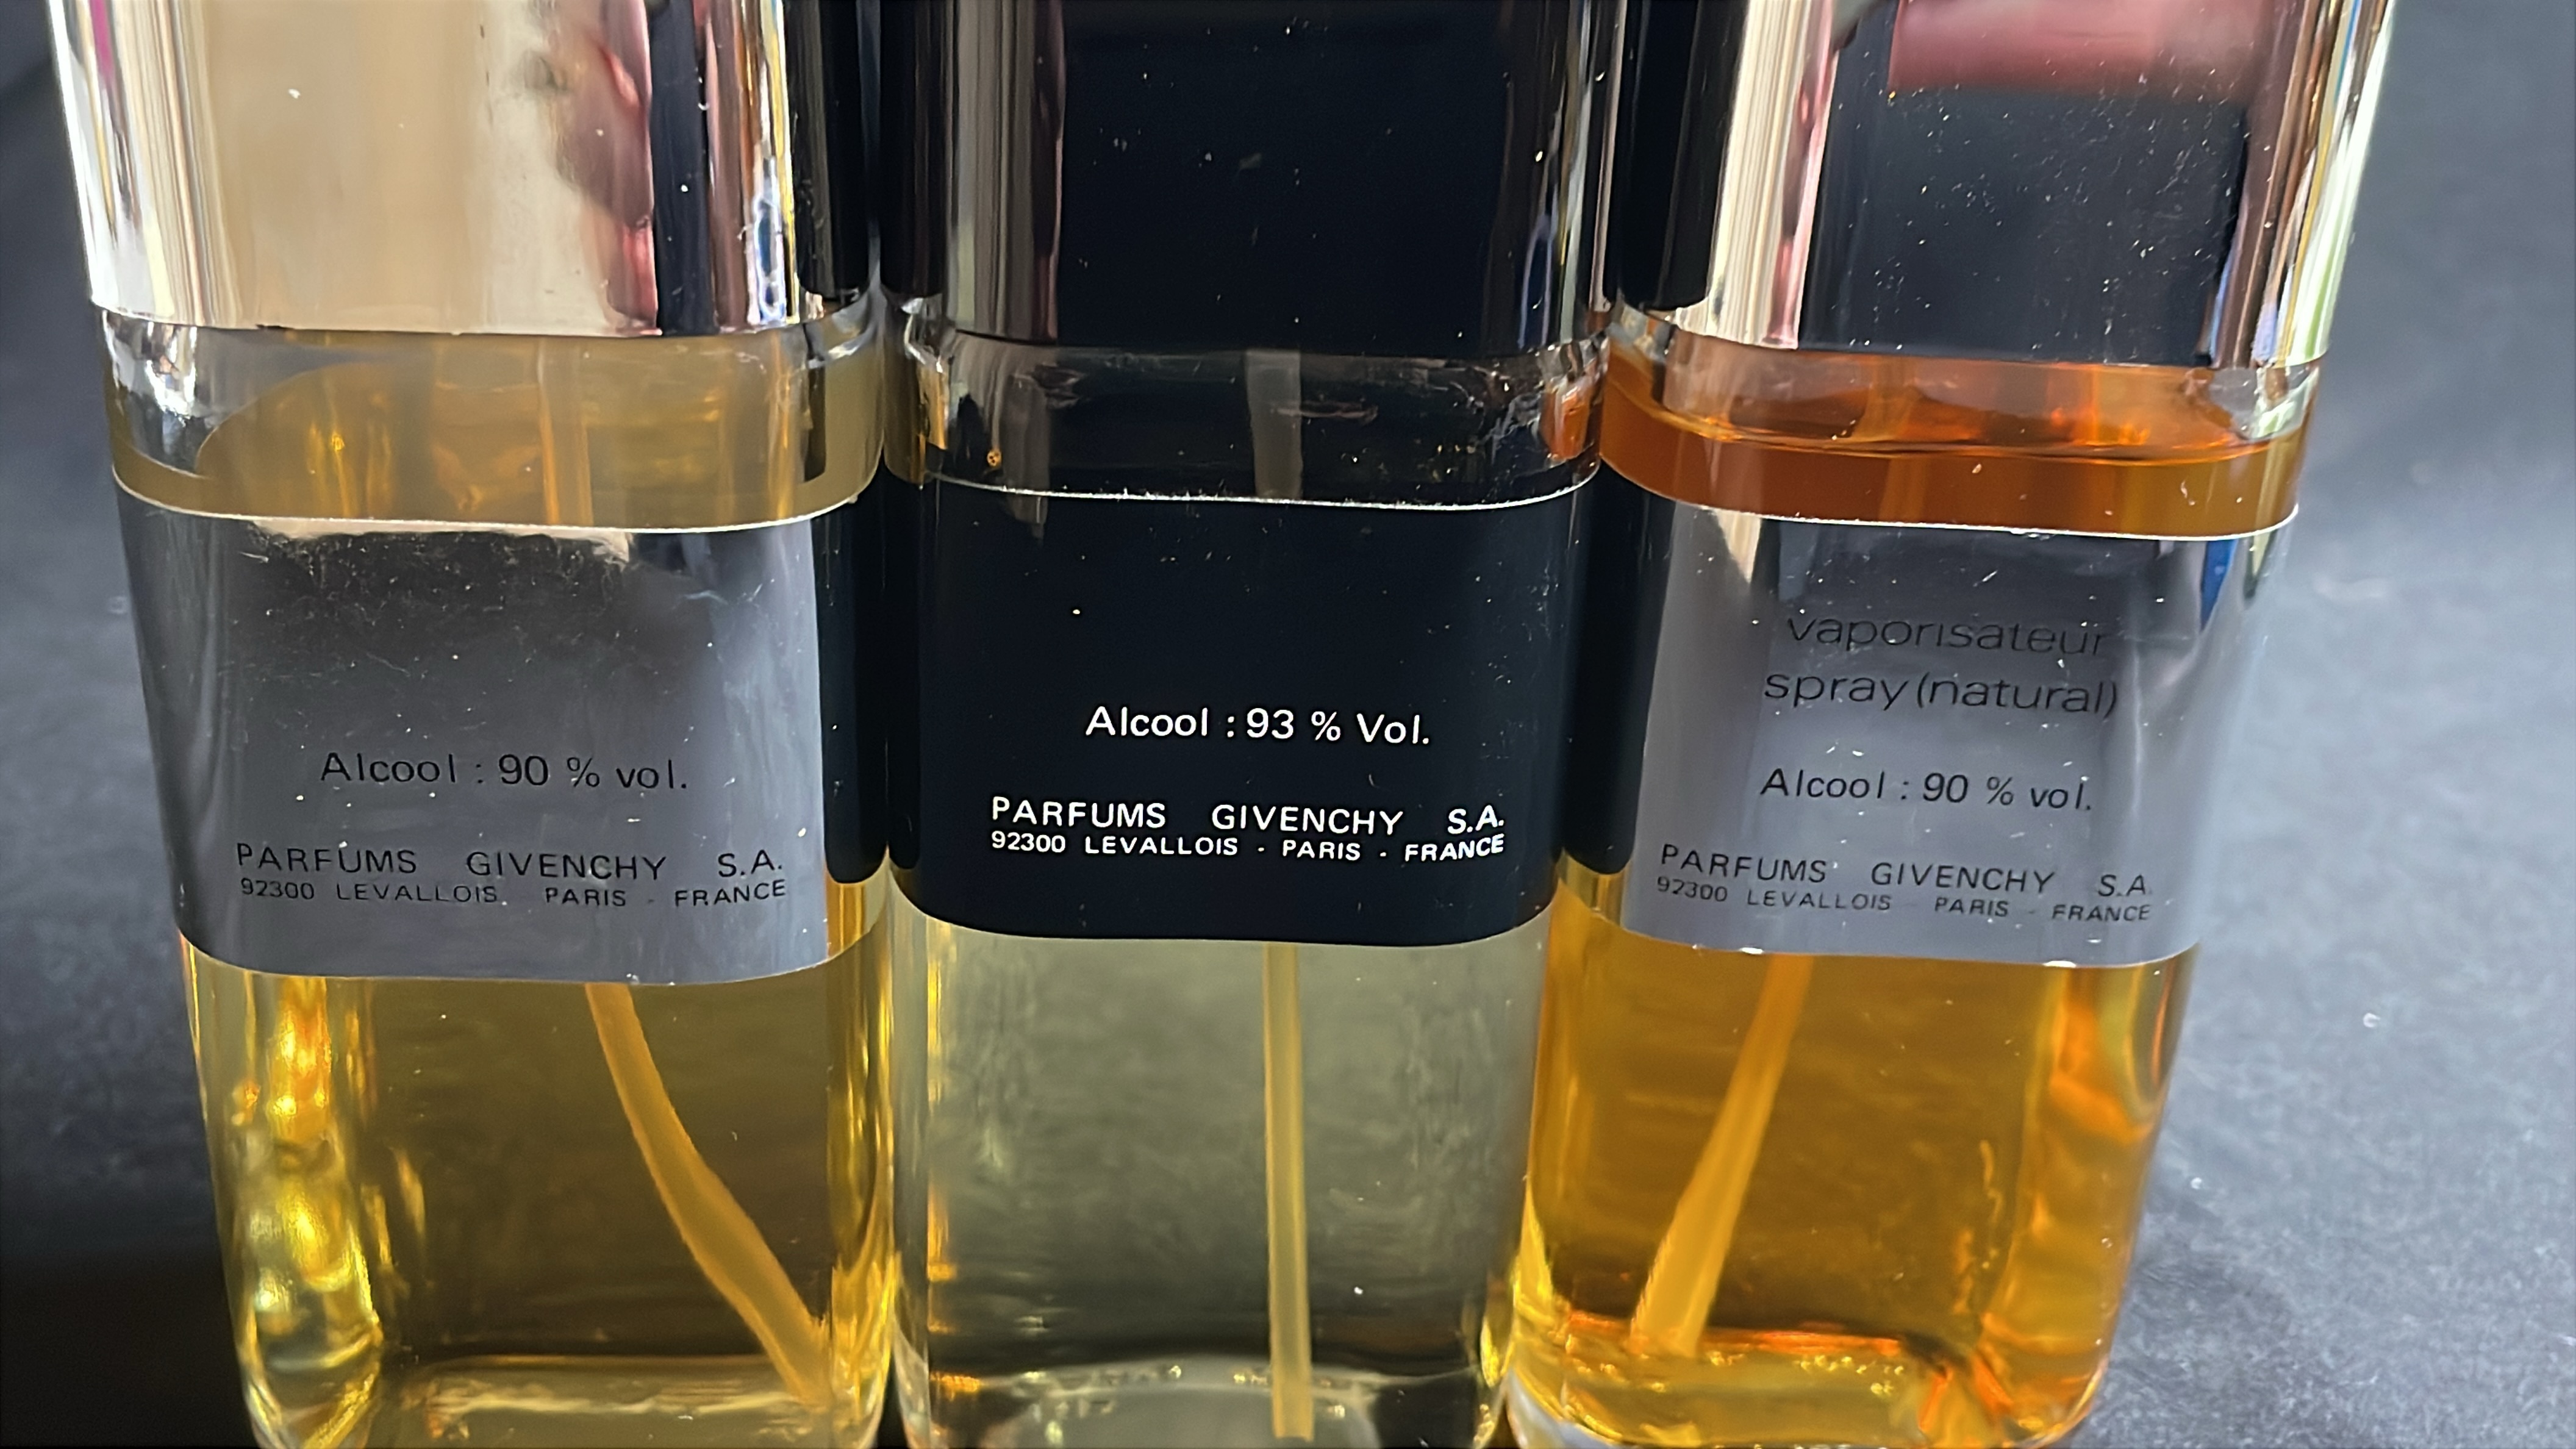 Alcool : 90 % vol.
PARFUMS GIVENCHY S.A.
92300 LEVALLOIS - PARIS - FRANCE
Alcool : 93 % Vol.
PARFUMS GIVENCHY S.A.
92300 LEVALLOIS - PARIS - FRANCE
vaporisateur
spray (natural)
Alcool : 90 % vol.
PARFUMS GIVENCHY S.A.
92300 LEVALLOIS - PARIS - FRANCE